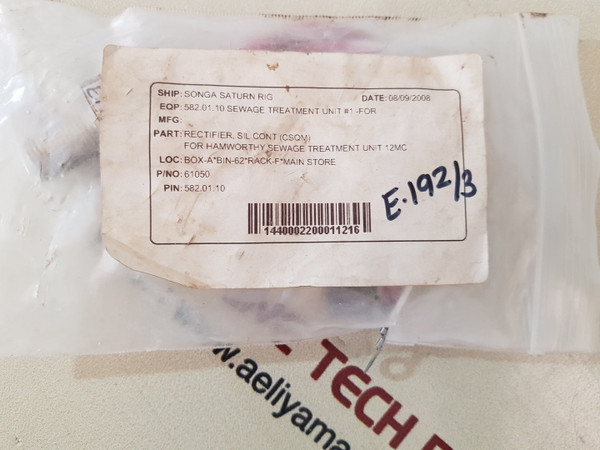 SHIP: SONGA SATURN RIG DATE: 08/09/2008
EQP: 582.01.10 SEWAGE TREATMENT UNIT #1 -FOR
MFG:
PART: RECTIFIER, SIL CONT (CSQM)
FOR HAMWORTHY SEWAGE TREATMENT UNIT 12MC
LOC: BOX-A*BIN-62*RACK-F*MAIN STORE
P/NO: 61050
PIN: 582.01.10
E.192/3
1440002200011216
TECH
w.aeliyama